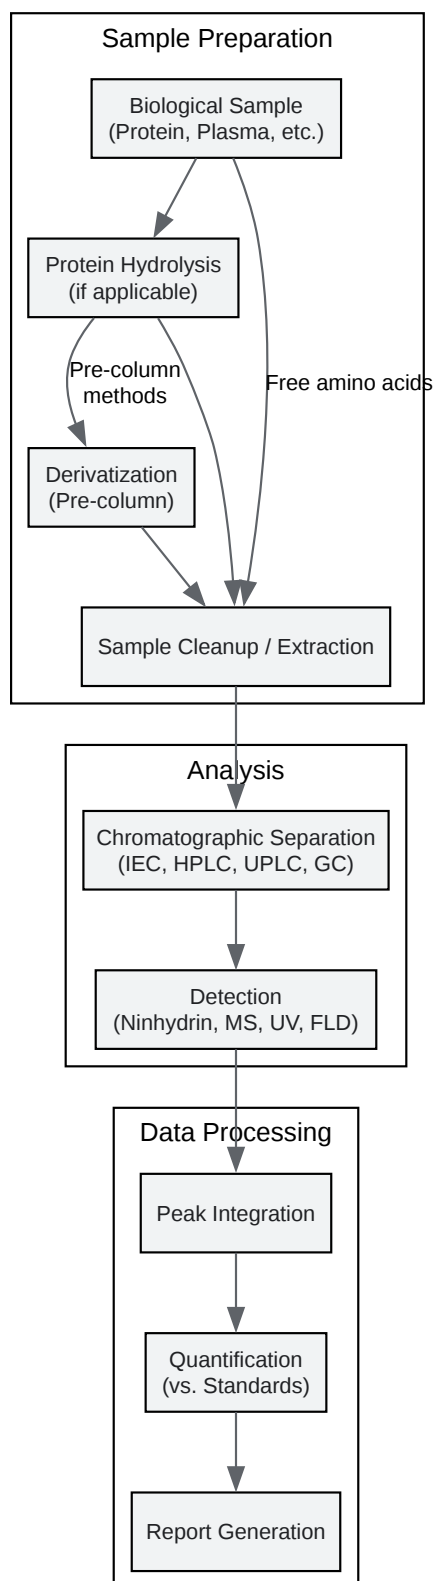 Sample Preparation
Biological Sample
(Protein, Plasma, etc.)
Protein Hydrolysis
(if applicable)
Pre-column
methods
Free amino acids
Derivatization
(Pre-column)
Sample Cleanup / Extraction
Analysis
Chromatographic Separation
(IEC, HPLC, UPLC, GC)
Detection
(Ninhydrin, MS, UV, FLD)
Data Processing
Peak Integration
Quantification
(vs. Standards)
Report Generation